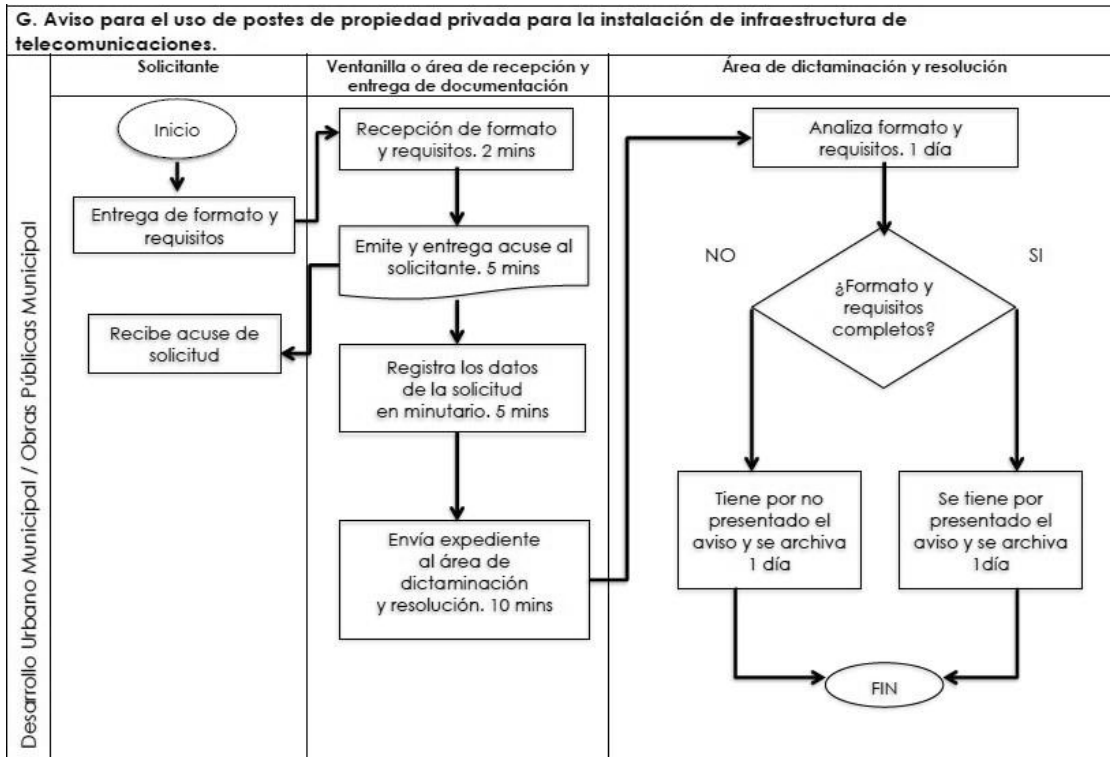 G. Aviso para el uso de postes de propiedad privada para la instalación de infraestructura de
telecomunicaciones.
Solicitante
Ventanilla o área de recepción y
entrega de documentación
Área de dictaminación y resolución
Desarrollo Urbano Municipal / Obras Públicas Municipal
Inicio
Entrega de formato y
requisitos
Recibe acuse de
solicitud
Recepción de formato
y requisitos. 2 mins
Emite y entrega acuse al
solicitante. 5 mins
Registra los datos
de la solicitud
en minutario. 5 mins
Envía expediente
al área de
dictaminación
y resolución. 10 mins
Analiza formato y
requisitos. 1 día
NO
SI
¿Formato y
requisitos
completos?
Tiene por no
presentado el
aviso y se archiva
1 día
Se tiene por
presentado el
aviso y se archiva
1día
FIN